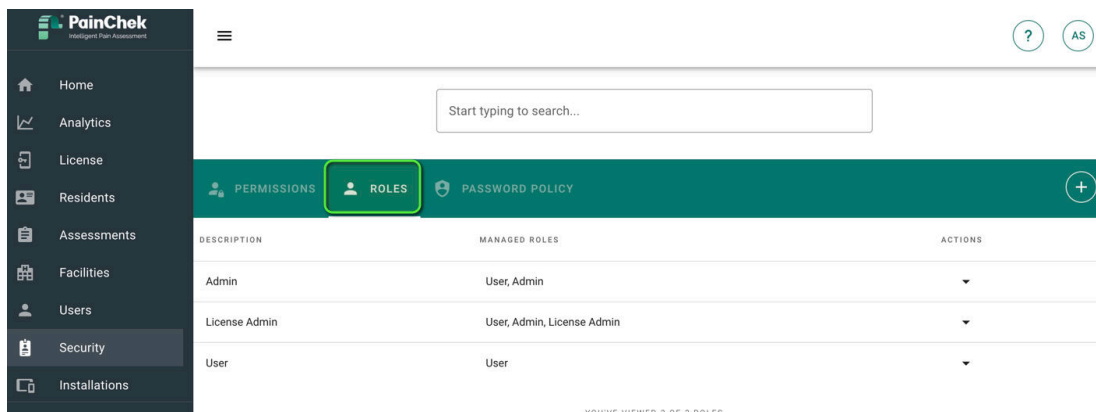 PainChek
Intelligent Pain Assessment
? AS
Home
Analytics
License
Residents
Assessments
Facilities
Users
Security
Installations
Start typing to search...
PERMISSIONS ROLES PASSWORD POLICY
DESCRIPTION MANAGED ROLES ACTIONS
Admin User, Admin
License Admin User, Admin, License Admin
User User